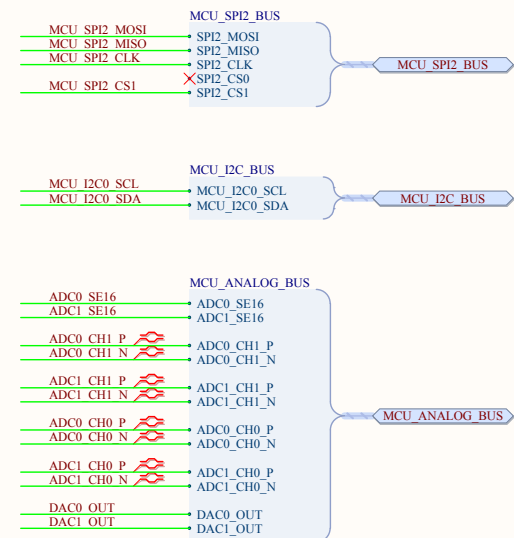 MCU_SPI2_BUS
MCU_SPI2_MOSI SPI2_MOSI
MCU_SPI2_MISO SPI2_MISO
MCU_SPI2_CLK SPI2_CLK MCU_SPI2_BUS
SPI2_CS0
MCU_SPI2_CS1 SPI2_CS1
MCU_I2C_BUS
MCU_I2C0_SCL MCU_I2C0_SCL MCU_I2C_BUS
MCU_I2C0_SDA MCU_I2C0_SDA
MCU_ANALOG_BUS
ADC0_SE16 ADC0_SE16
ADC1_SE16 ADC1_SE16
ADC0_CH1_P ADC0_CH1_P
ADC0_CH1_N ADC0_CH1_N
ADC1_CH1_P ADC1_CH1_P
ADC1_CH1_N ADC1_CH1_N
MCU_ANALOG_BUS
ADC0_CH0_P ADC0_CH0_P
ADC0_CH0_N ADC0_CH0_N
ADC1_CH0_P ADC1_CH0_P
ADC1_CH0_N ADC1_CH0_N
DAC0_OUT DAC0_OUT
DAC1_OUT DAC1_OUT